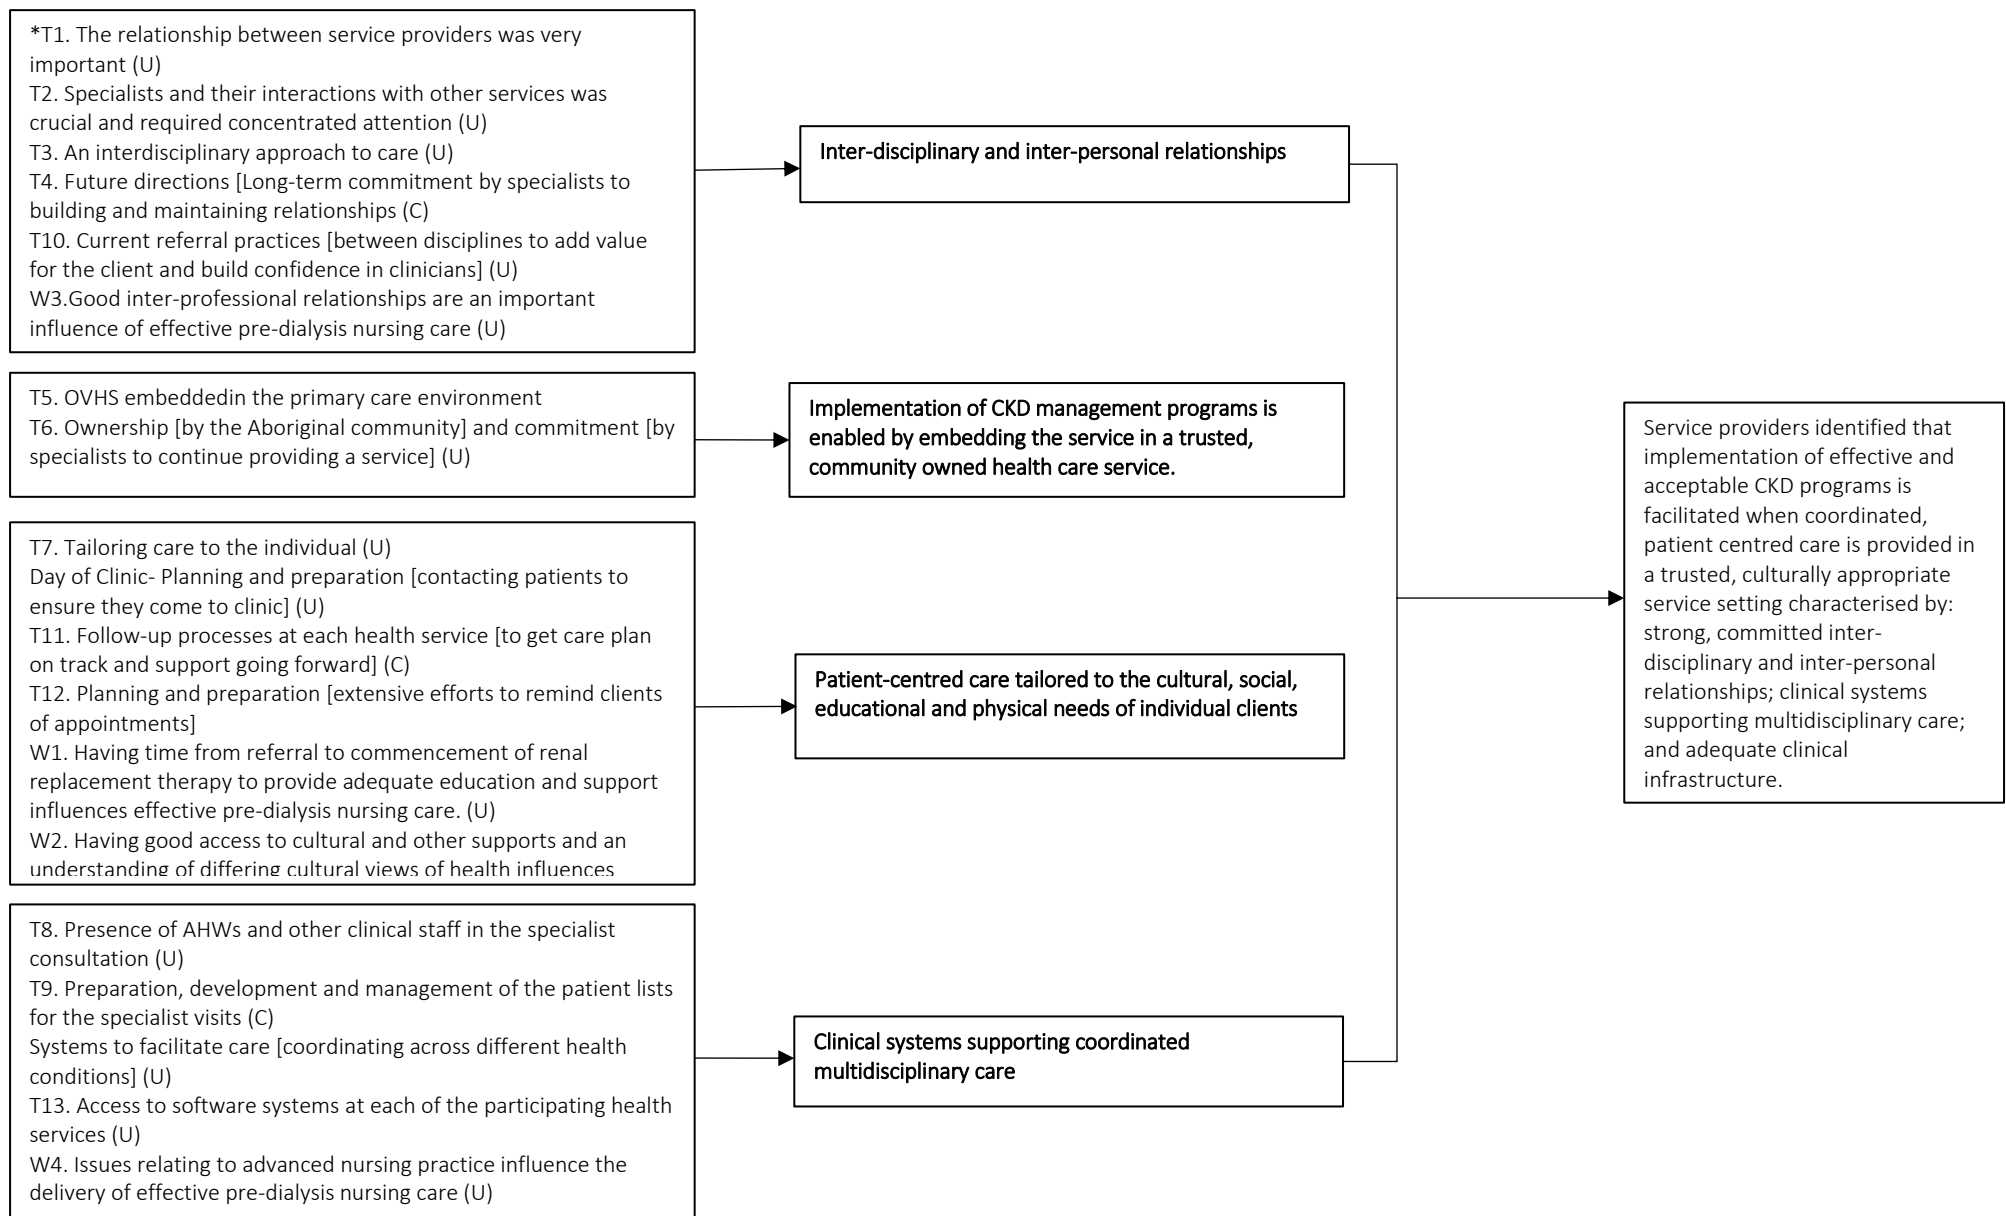 *T1. The relationship between service providers was very
important (U)
T2. Specialists and their interactions with other services was
crucial and required concentrated attention (U)
T3. An interdisciplinary approach to care (U)
T4. Future directions [Long-term commitment by specialists to
building and maintaining relationships (C)
T10. Current referral practices [between disciplines to add value
for the client and build confidence in clinicians] (U)
W3.Good inter-professional relationships are an important
influence of effective pre-dialysis nursing care (U)
Inter-disciplinary and inter-personal relationships
T5. OVHS embeddedin the primary care environment
T6. Ownership [by the Aboriginal community] and commitment [by
specialists to continue providing a service] (U)
Implementation of CKD management programs is
enabled by embedding the service in a trusted,
community owned health care service.
T7. Tailoring care to the individual (U)
Day of Clinic- Planning and preparation [contacting patients to
ensure they come to clinic] (U)
T11. Follow-up processes at each health service [to get care plan
on track and support going forward] (C)
T12. Planning and preparation [extensive efforts to remind clients
of appointments]
W1. Having time from referral to commencement of renal
replacement therapy to provide adequate education and support
influences effective pre-dialysis nursing care. (U)
W2. Having good access to cultural and other supports and an
understanding of differing cultural views of health influences
Patient-centred care tailored to the cultural, social,
educational and physical needs of individual clients
T8. Presence of AHWs and other clinical staff in the specialist
consultation (U)
T9. Preparation, development and management of the patient lists
for the specialist visits (C)
Systems to facilitate care [coordinating across different health
conditions] (U)
T13. Access to software systems at each of the participating health
services (U)
W4. Issues relating to advanced nursing practice influence the
delivery of effective pre-dialysis nursing care (U)
Clinical systems supporting coordinated
multidisciplinary care
Service providers identified that
implementation of effective and
acceptable CKD programs is
facilitated when coordinated,
patient centred care is provided in
a trusted, culturally appropriate
service setting characterised by:
strong, committed inter-
disciplinary and inter-personal
relationships; clinical systems
supporting multidisciplinary care;
and adequate clinical
infrastructure.